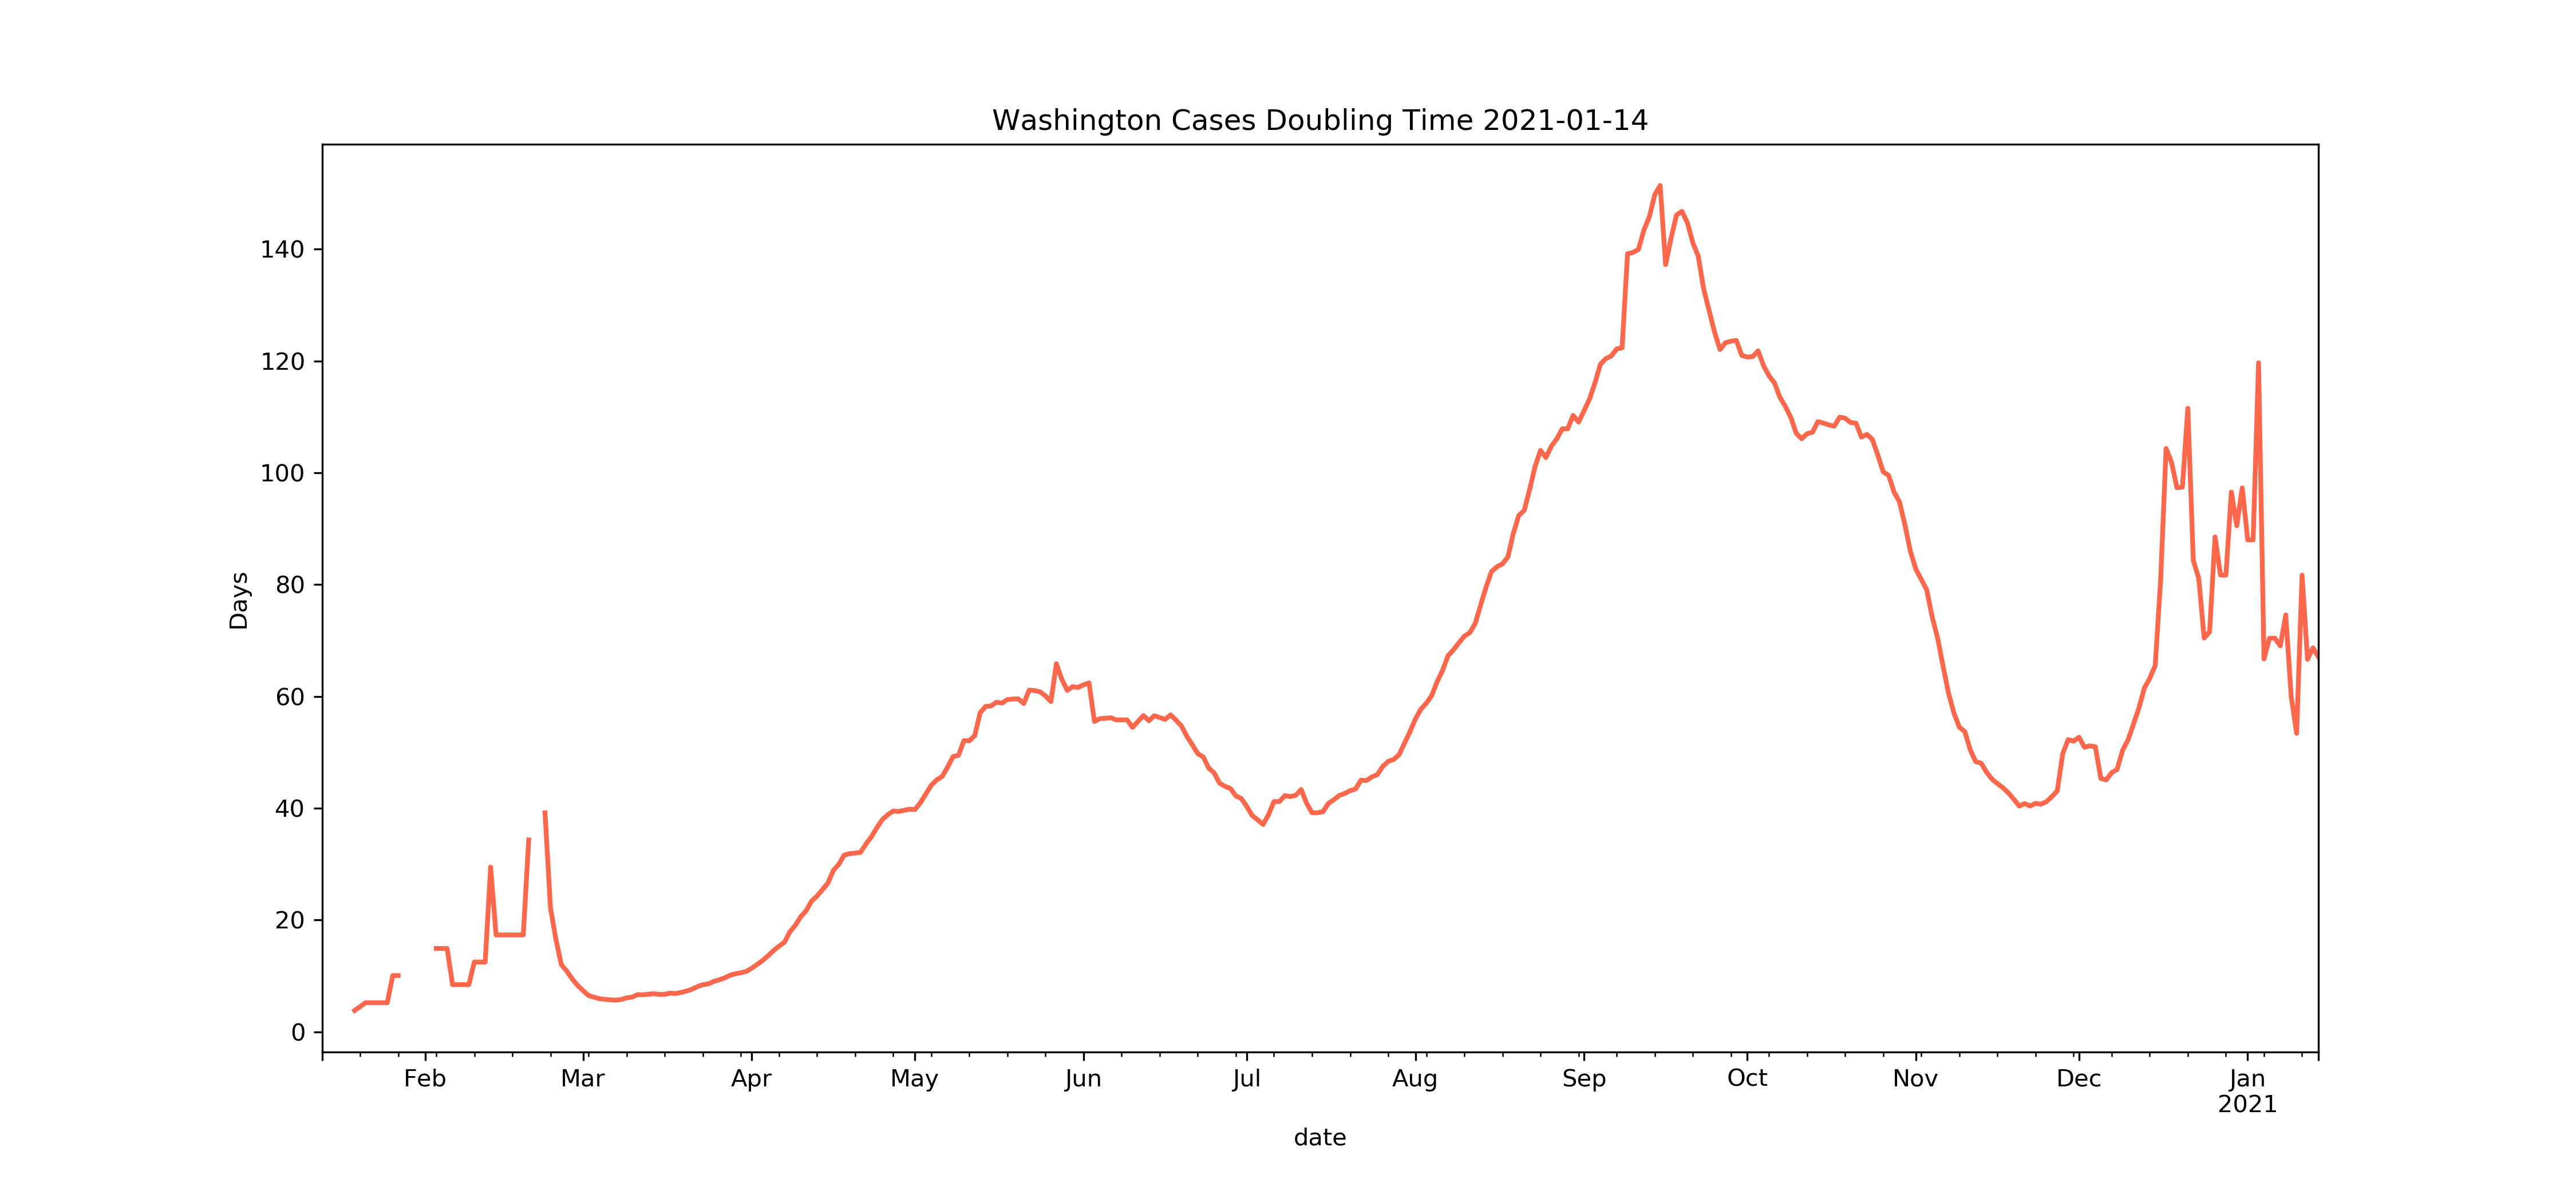 Washington Cases Doubling Time 2021-01-14
140
120
100
80
60
40
20
0
Days
Feb Mar Apr May Jun Jul Aug Sep Oct Nov Dec Jan
2021
date